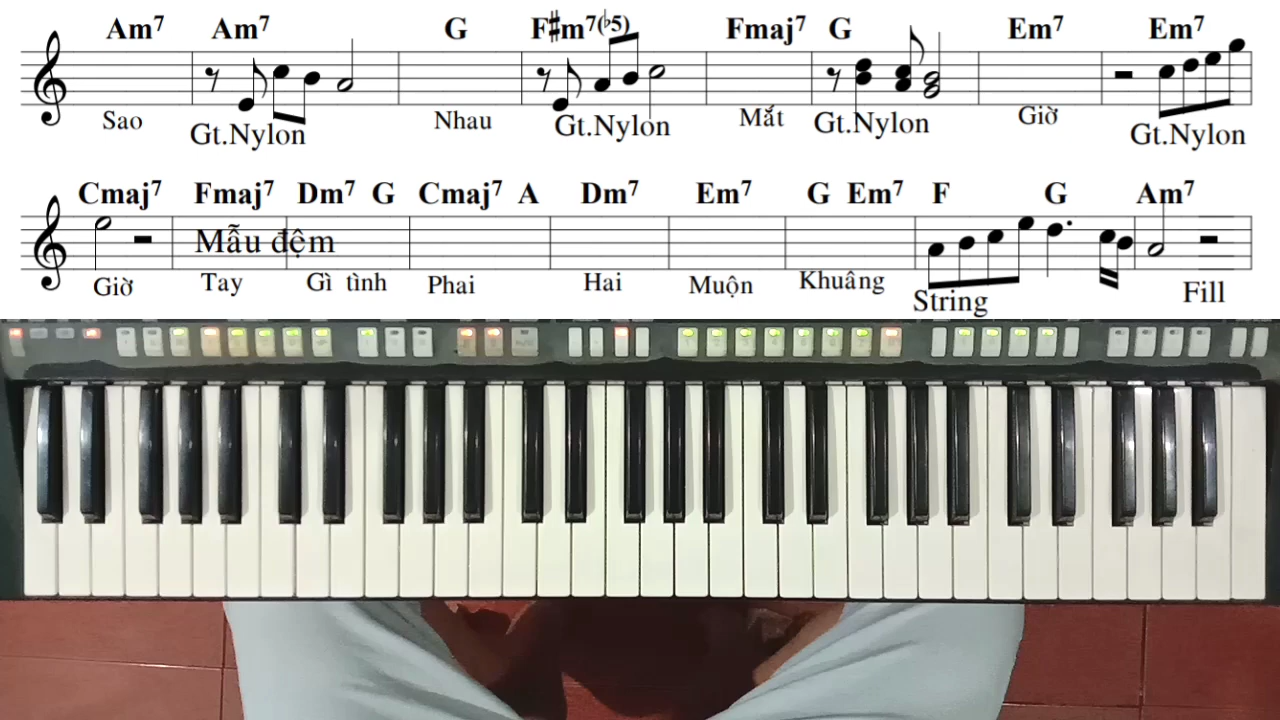 Am7 Am7 G F#m7(b5) Fmaj7 G Em7 Em7
Sao Gt.Nylon Nhau Gt.Nylon Mắt Gt.Nylon Giờ Gt.Nylon
Cmaj7 Fmaj7 Dm7 G Cmaj7 A Dm7 Em7 G Em7 F G Am7
Mẫu đệm
Giờ Tay Gì tình Phai Hai Muộn Khuâng String Fill